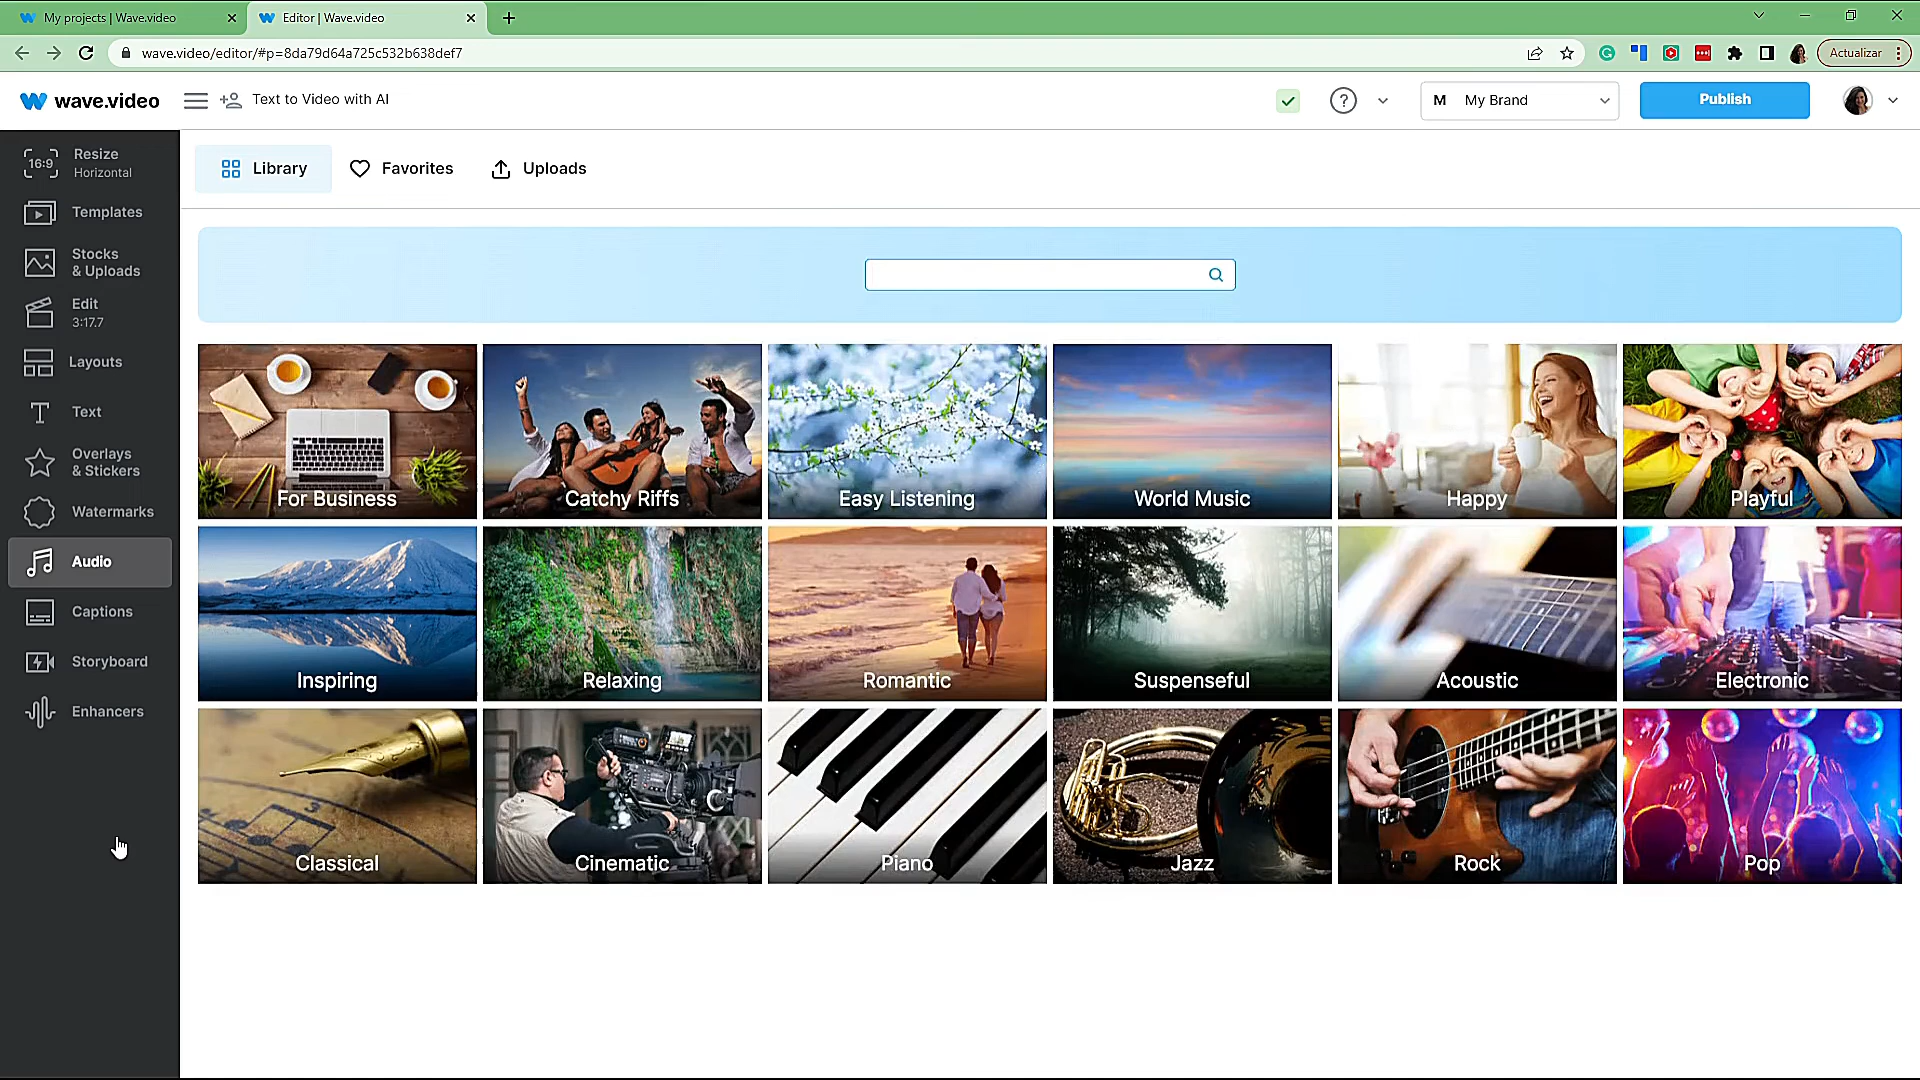 My projects | Wave.video
Editor | Wave.video
wave.video/editor/#p=8da79d64a725c532b638def7
Actualizar
wave.video
Text to Video with AI
?
M My Brand
Publish
16:9
Resize
Horizontal
Templates
Stocks
& Uploads
Edit
3:17.7
Layouts
Text
Overlays
& Stickers
Watermarks
Audio
Captions
Storyboard
Enhancers
Library
Favorites
Uploads
For Business
Catchy Riffs
Easy Listening
World Music
Happy
Playful
Inspiring
Relaxing
Romantic
Suspenseful
Acoustic
Electronic
Classical
Cinematic
Piano
Jazz
Rock
Pop